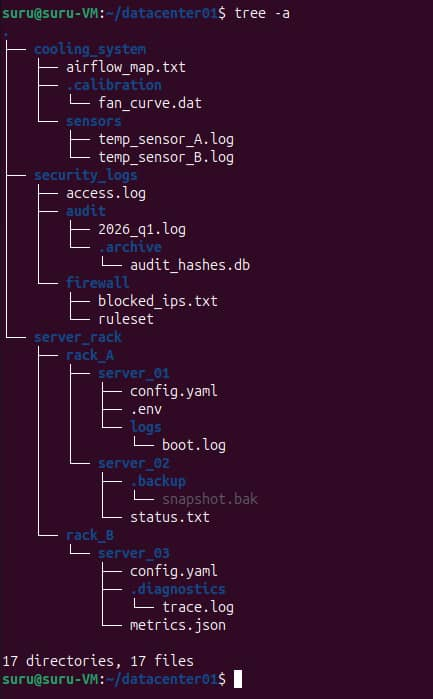 suru@suru-VM:~/datacenter01$ tree -a
.
├── cooling_system
│   ├── airflow_map.txt
│   ├── .calibration
│   │   └── fan_curve.dat
│   └── sensors
│       ├── temp_sensor_A.log
│       └── temp_sensor_B.log
├── security_logs
│   ├── access.log
│   ├── audit
│   │   ├── 2026_q1.log
│   │   └── .archive
│   │       └── audit_hashes.db
│   └── firewall
│       ├── blocked_ips.txt
│       └── ruleset
└── server_rack
    ├── rack_A
    │   ├── server_01
    │   │   ├── config.yaml
    │   │   ├── .env
    │   │   └── logs
    │   │       └── boot.log
    │   └── server_02
    │       ├── .backup
    │       │   └── snapshot.bak
    │       └── status.txt
    └── rack_B
        └── server_03
            ├── config.yaml
            ├── .diagnostics
            │   └── trace.log
            └── metrics.json

17 directories, 17 files
suru@suru-VM:~/datacenter01$